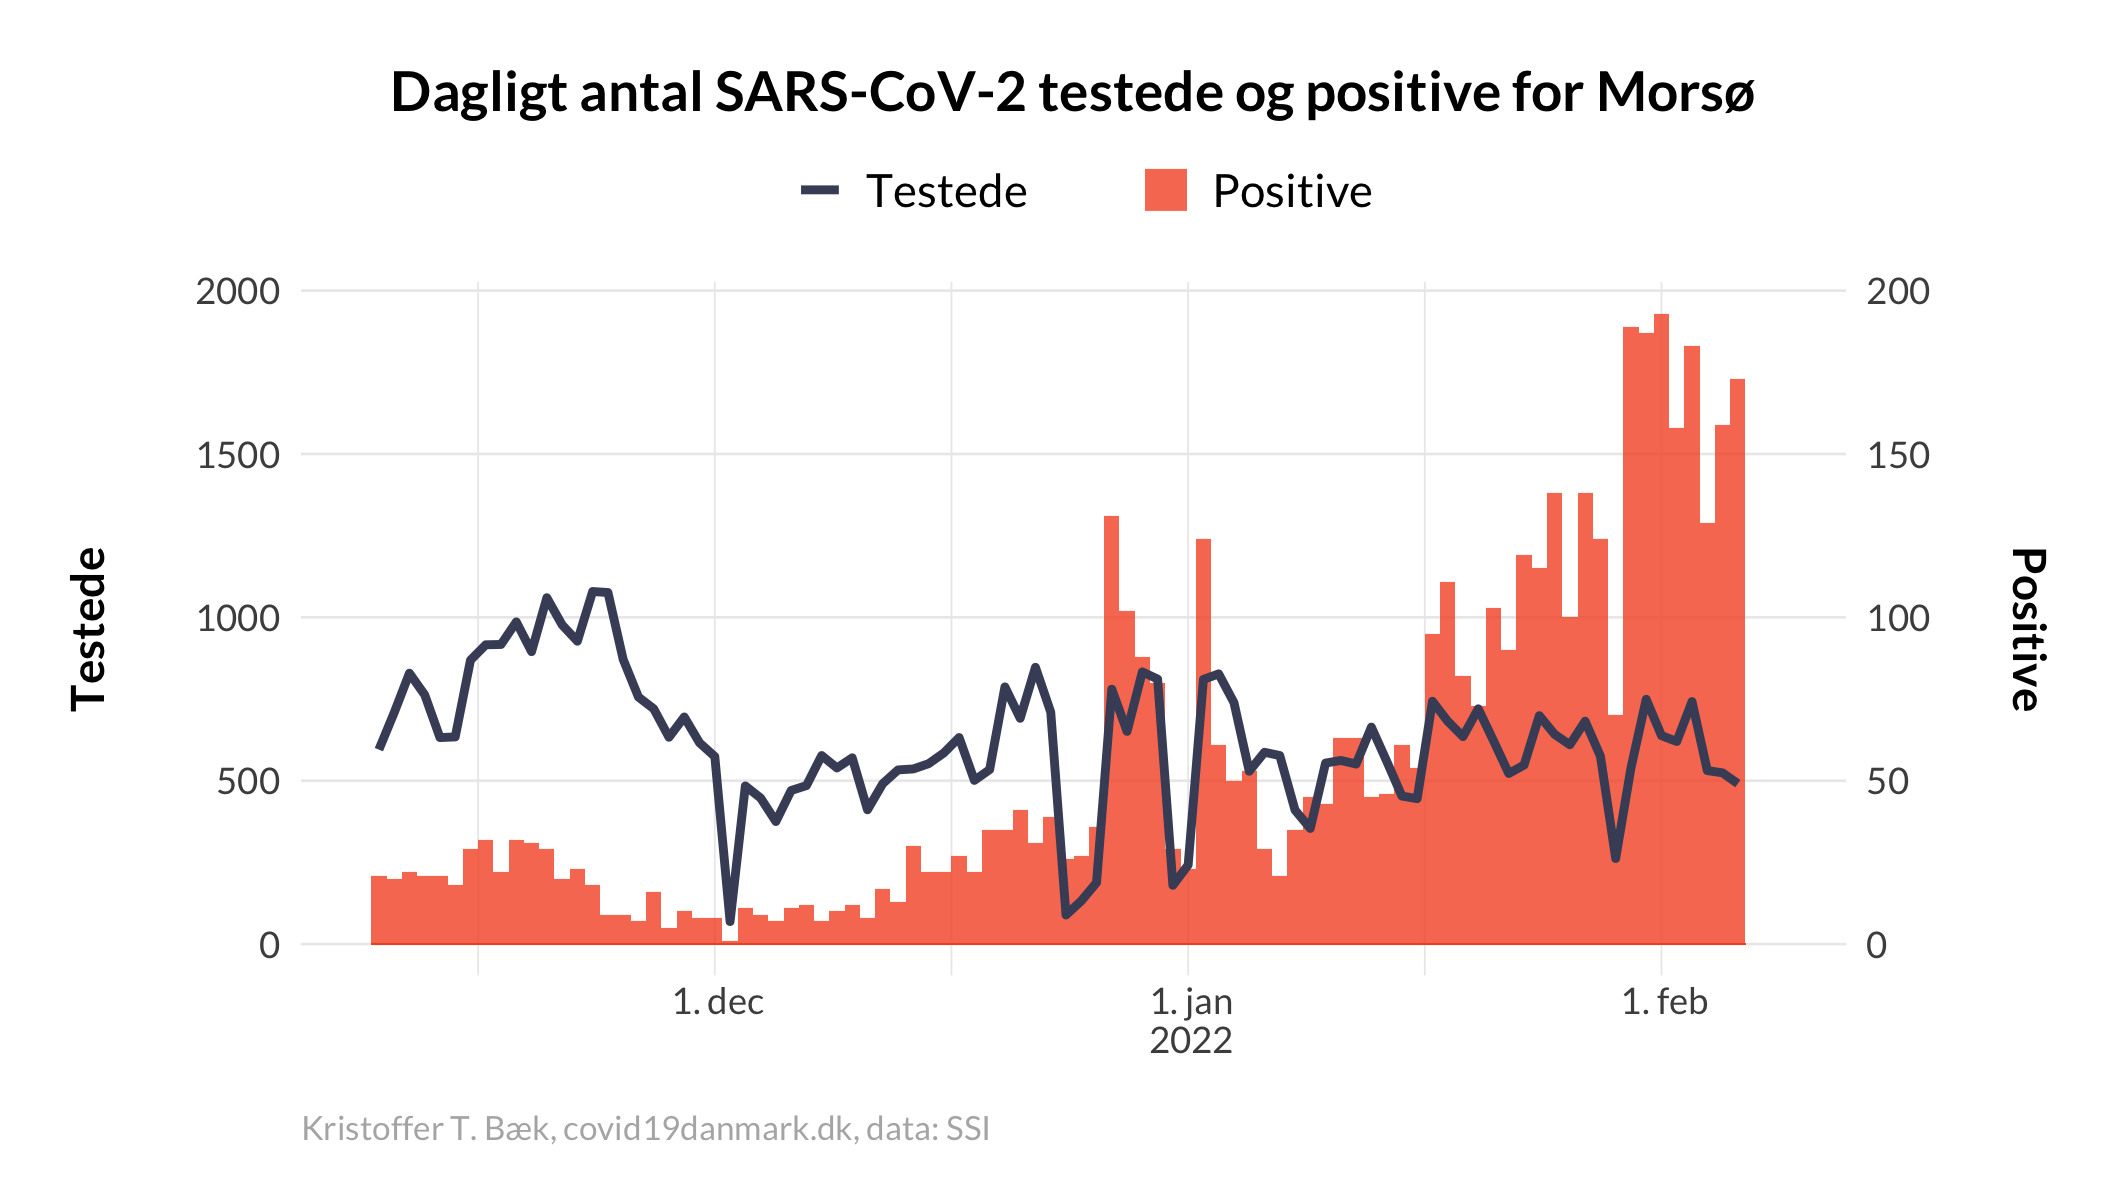 Dagligt antal SARS-CoV-2 testede og positive for Morsø
Testede
Positive
2000
1500
1000
500
0
200
150
100
50
0
Testede
Positive
1. dec
1. jan
2022
1. feb
Kristoffer T. Bæk, covid19danmark.dk, data: SSI